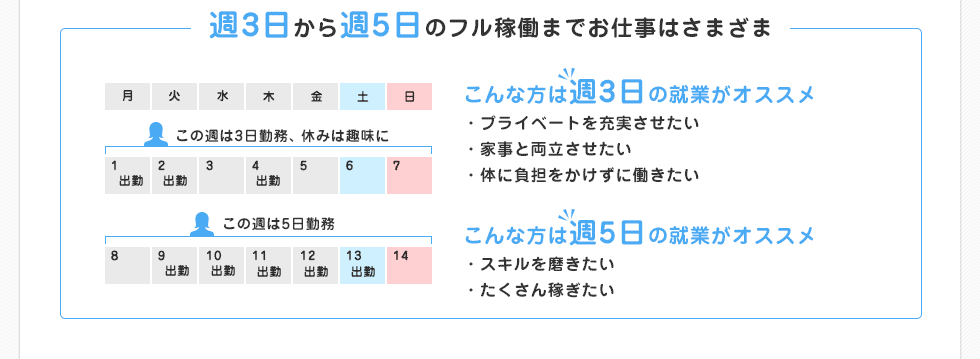 週3日から週5日のフル稼働までお仕事はさまざま
月 火 水 木 金 土 日
この週は3日勤務、休みは趣味に
1 2 3 4 5 6 7
出勤 出勤 出勤
この週は5日勤務
8 9 10 11 12 13 14
出勤 出勤 出勤 出勤 出勤
こんな方は週3日の就業がオススメ
・プライベートを充実させたい
・家事と両立させたい
・体に負担をかけずに働きたい
こんな方は週5日の就業がオススメ
・スキルを磨きたい
・たくさん稼ぎたい